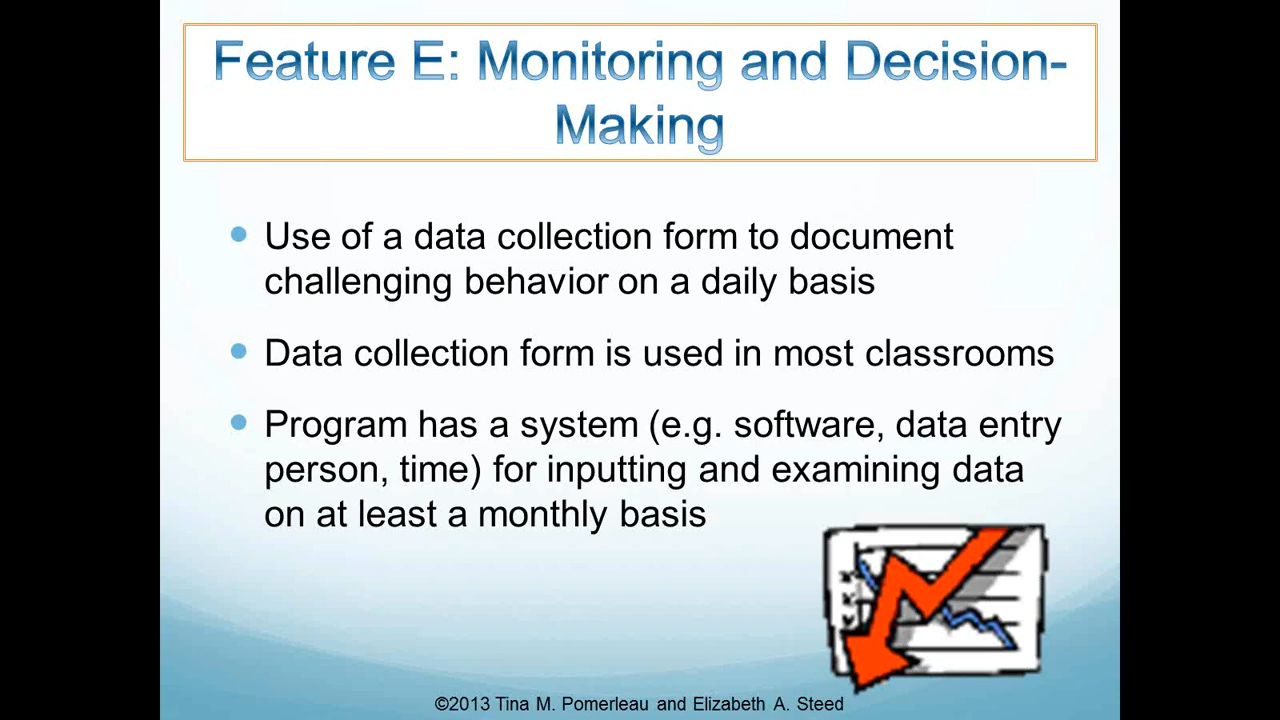 Feature E: Monitoring and Decision-
Making
Use of a data collection form to document
challenging behavior on a daily basis
Data collection form is used in most classrooms
Program has a system (e.g. software, data entry
person, time) for inputting and examining data
on at least a monthly basis
©2013 Tina M. Pomerleau and Elizabeth A. Steed